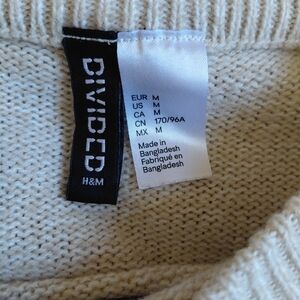 DIVIDED
H&M
EUR M
US M
CA M
CN 170/96A
MX M
Made in
Bangladesh
Fabriqué en
Bangladesh